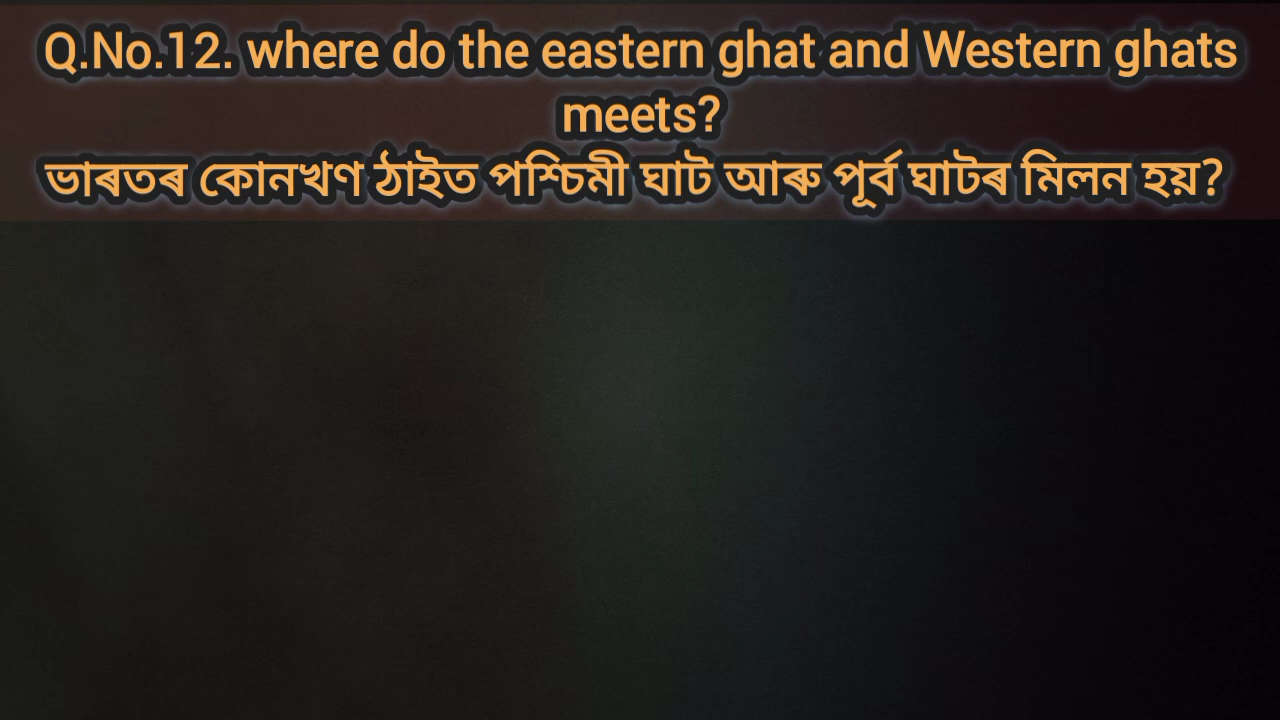 Q.No.12. where do the eastern ghat and Western ghats
meets?
ভাৰতৰ কোনখণ ঠাইত পশ্চিমী ঘাট আৰু পূৰ্ব ঘাটৰ মিলন হয়?